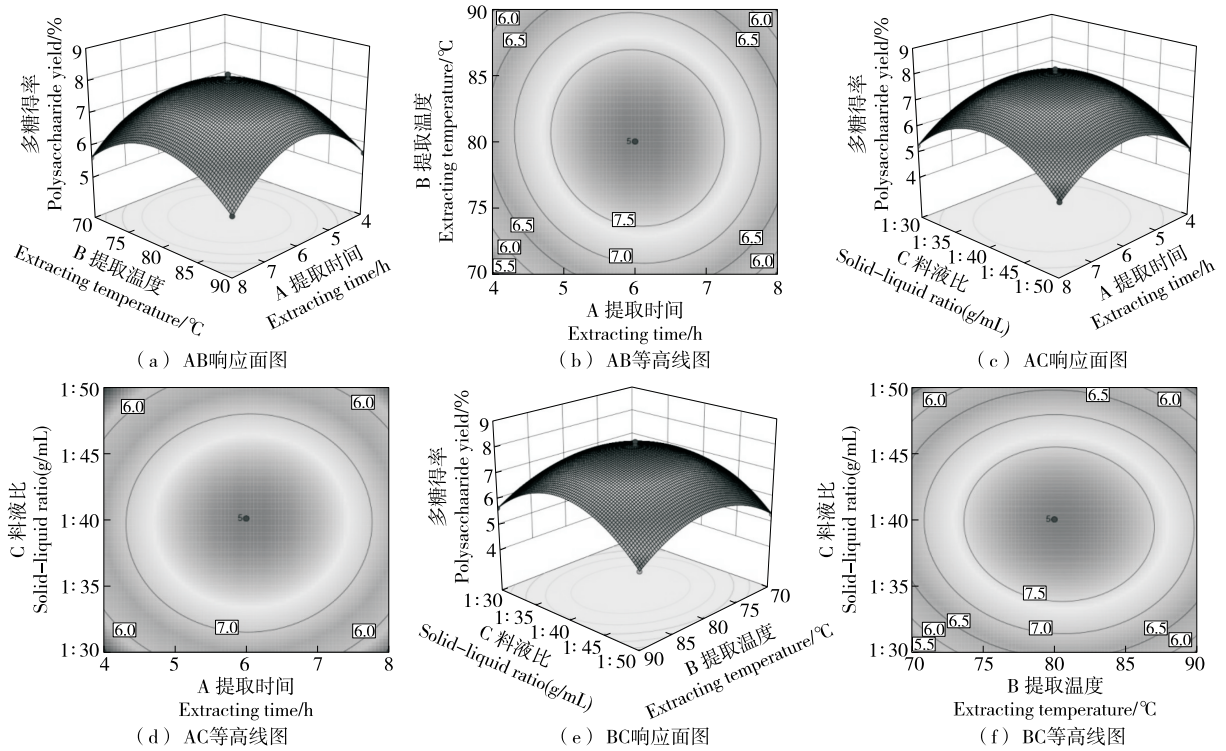 9
8
7
6
5
多糖得率
Polysacchaaride yield/%
70
75
80
85
90
B 提取温度
Extracting temperature/℃
8
7
6
5
4
A 提取时间
Extracting time/h
(a) AB响应面图
90
85
80
75
70
B 提取温度
Extracting temperature/℃
6.0
6.0
6.5
6.5
5
7.5
6.5
6.5
7.0
6.0
6.0
5.5
4
5
6
7
8
A 提取时间
Extracting time/h
(b) AB等高线图
9
8
7
6
5
4
多糖得率
Polysacchaaride yield/%
1:30
1:35
1:40
1:45
1:50
C 料液比
Solid-liquid ratio(g/mL)
8
7
6
5
4
A 提取时间
Extracting time/h
(c) AC响应面图
1:50
1:45
1:40
1:35
1:30
C 料液比
Solid-liquid ratio(g/mL)
6.0
6.0
5
6.0
7.0
6.0
4
5
6
7
8
A 提取时间
Extracting time/h
(d) AC等高线图
9
8
7
6
5
4
多糖得率
Polysacchaaride yield/%
1:30
1:35
1:40
1:45
1:50
C 料液比
Solid-liquid ratio(g/mL)
90
85
80
75
70
B 提取温度
Extracting temperature/℃
(e) BC响应面图
1:50
1:45
1:40
1:35
1:30
C 料液比
Solid-liquid ratio(g/mL)
6.0
6.5
6.0
5
7.5
6.5
6.0
7.0
6.5
6.0
5.5
70
75
80
85
90
B 提取温度
Extracting temperature/℃
(f) BC等高线图